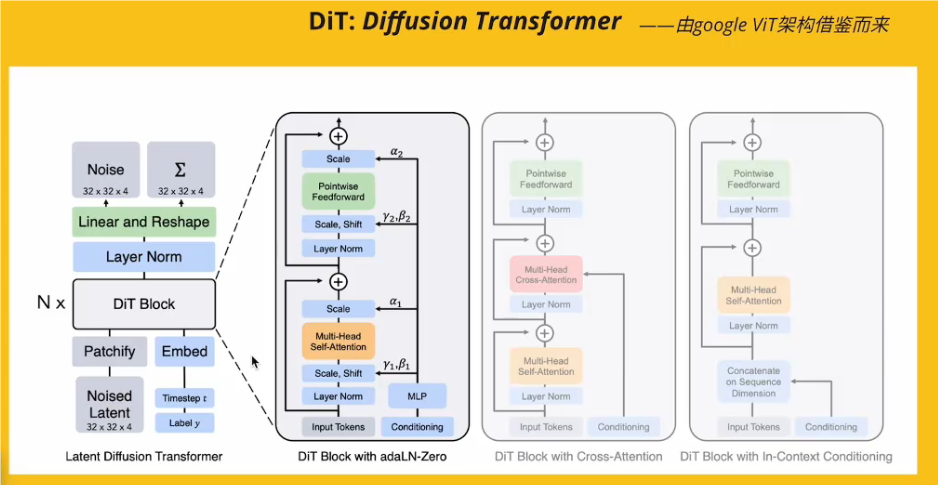 DiT: Diffusion Transformer ——由google ViT架构借鉴而来
Noise
32 x 32 x 4
Σ
32 x 32 x 4
Linear and Reshape
Layer Norm
N x
DiT Block
Patchify
Embed
Noised
Latent
32 x 32 x 4
Timestep t
Label y
Latent Diffusion Transformer
Scale
α₂
Pointwise
Feedforward
Scale, Shift
γ₂,β₂
Layer Norm
Scale
α₁
Multi-Head
Self-Attention
Scale, Shift
γ₁,β₁
Layer Norm
MLP
Input Tokens
Conditioning
DiT Block with adaLN-Zero
Pointwise
Feedforward
Layer Norm
Multi-Head
Cross-Attention
Layer Norm
Multi-Head
Self-Attention
Layer Norm
Input Tokens
Conditioning
DiT Block with Cross-Attention
Pointwise
Feedforward
Layer Norm
Multi-Head
Self-Attention
Layer Norm
Concatenate
on Sequence
Dimension
Input Tokens
Conditioning
DiT Block with In-Context Conditioning